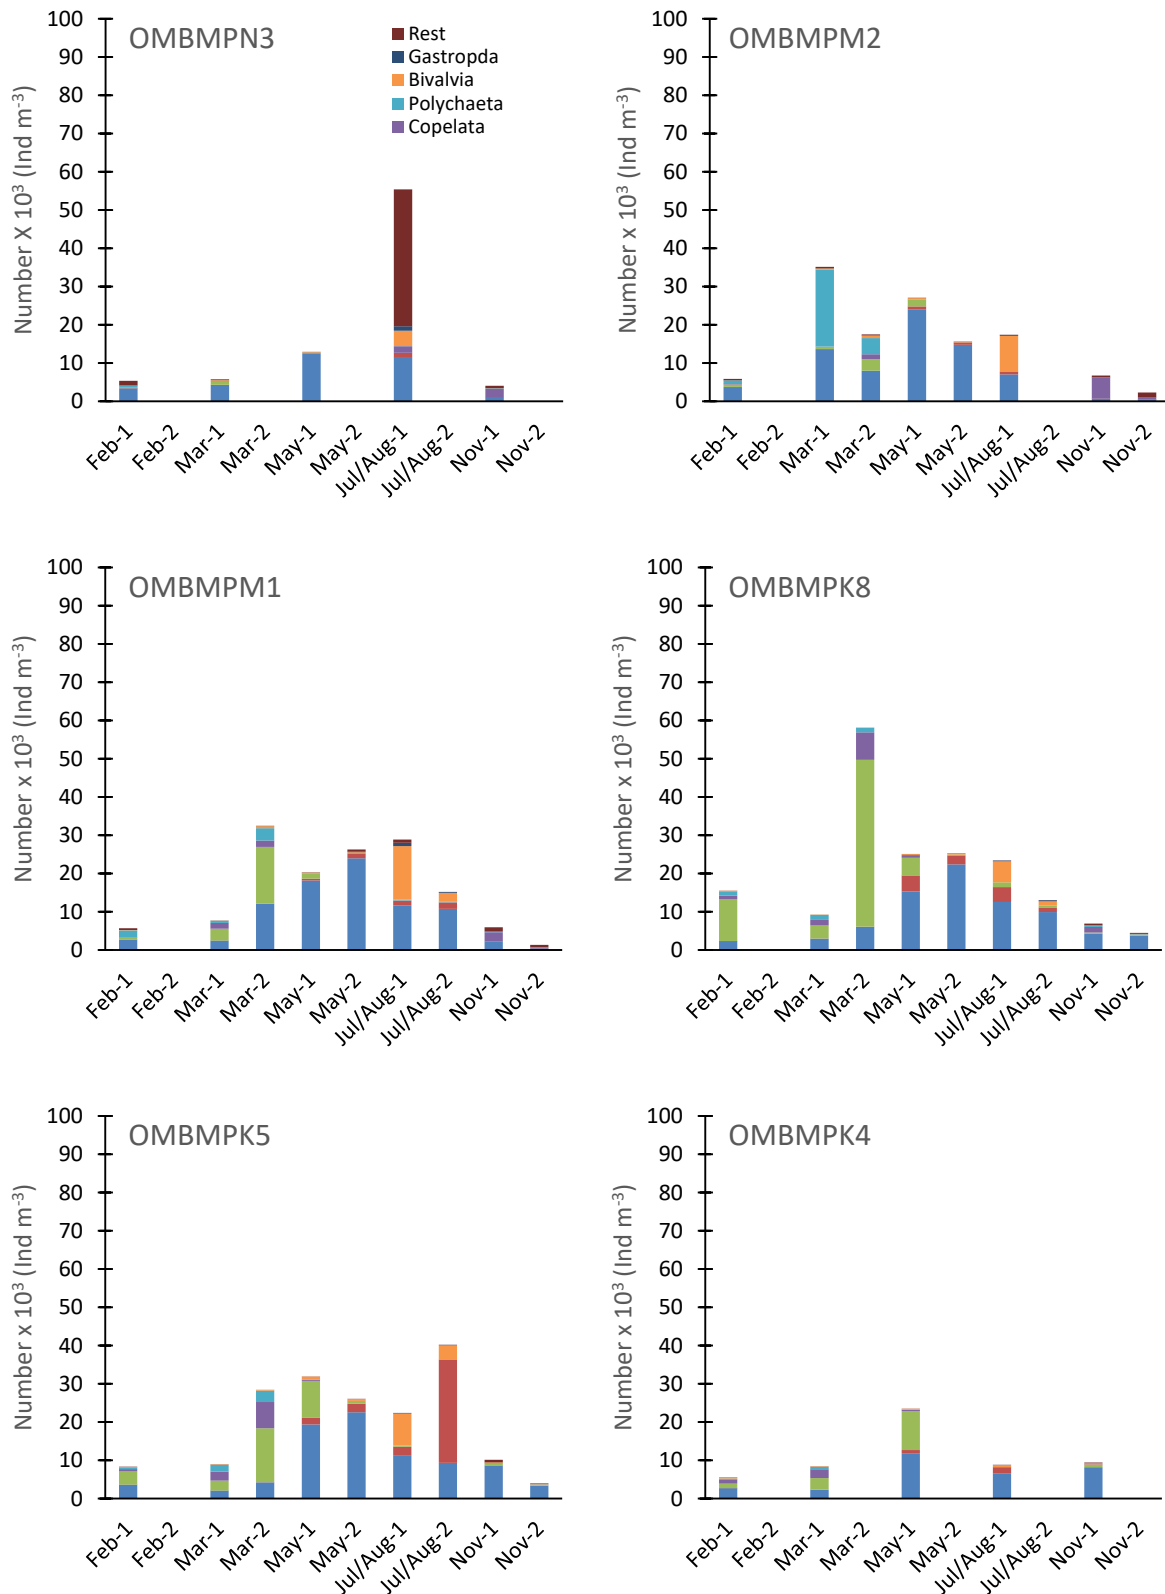 OMBMPN3
Rest
Gastropda
Bivalvia
Polychaeta
Copelata
Number X 10³ (Ind m⁻³)
100
90
80
70
60
50
40
30
20
10
0
Feb-1
Feb-2
Mar-1
Mar-2
May-1
May-2
Jul/Aug-1
Jul/Aug-2
Nov-1
Nov-2
OMBMPM2
Number x 10³ (Ind m⁻³)
100
90
80
70
60
50
40
30
20
10
0
Feb-1
Feb-2
Mar-1
Mar-2
May-1
May-2
Jul/Aug-1
Jul/Aug-2
Nov-1
Nov-2
OMBMPM1
Number x 10³ (Ind m⁻³)
100
90
80
70
60
50
40
30
20
10
0
Feb-1
Feb-2
Mar-1
Mar-2
May-1
May-2
Jul/Aug-1
Jul/Aug-2
Nov-1
Nov-2
OMBMPK8
Number x 10³ (Ind m⁻³)
100
90
80
70
60
50
40
30
20
10
0
Feb-1
Feb-2
Mar-1
Mar-2
May-1
May-2
Jul/Aug-1
Jul/Aug-2
Nov-1
Nov-2
OMBMPK5
Number x 10³ (Ind m⁻³)
100
90
80
70
60
50
40
30
20
10
0
Feb-1
Feb-2
Mar-1
Mar-2
May-1
May-2
Jul/Aug-1
Jul/Aug-2
Nov-1
Nov-2
OMBMPK4
Number x 10³ (Ind m⁻³)
100
90
80
70
60
50
40
30
20
10
0
Feb-1
Feb-2
Mar-1
Mar-2
May-1
May-2
Jul/Aug-1
Jul/Aug-2
Nov-1
Nov-2